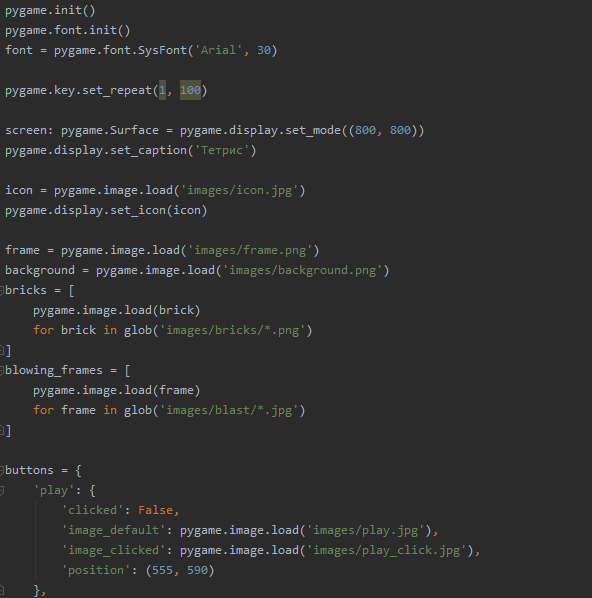 pygame.init()
pygame.font.init()
font = pygame.font.SysFont('Arial', 30)
pygame.key.set_repeat(1, 100)
screen: pygame.Surface = pygame.display.set_mode((800, 800))
pygame.display.set_caption('Тетрис')
icon = pygame.image.load('images/icon.jpg')
pygame.display.set_icon(icon)
frame = pygame.image.load('images/frame.png')
background = pygame.image.load('images/background.png')
bricks = [
    pygame.image.load(brick)
    for brick in glob('images/bricks/*.png')
]
blowing_frames = [
    pygame.image.load(frame)
    for frame in glob('images/blast/*.jpg')
]
buttons = {
    'play': {
        'clicked': False,
        'image_default': pygame.image.load('images/play.jpg'),
        'image_clicked': pygame.image.load('images/play_click.jpg'),
        'position': (555, 590)
    },